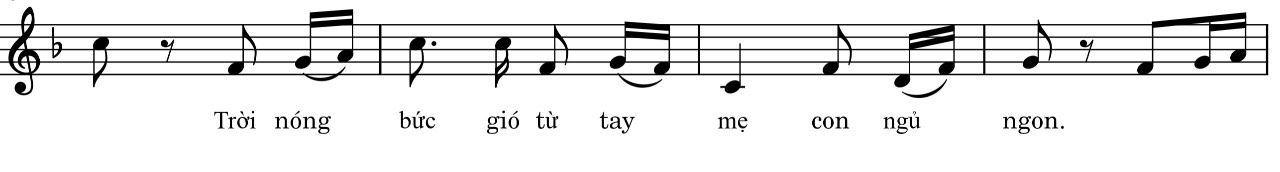 Trời nóng bức gió từ tay mẹ con ngủ ngon.